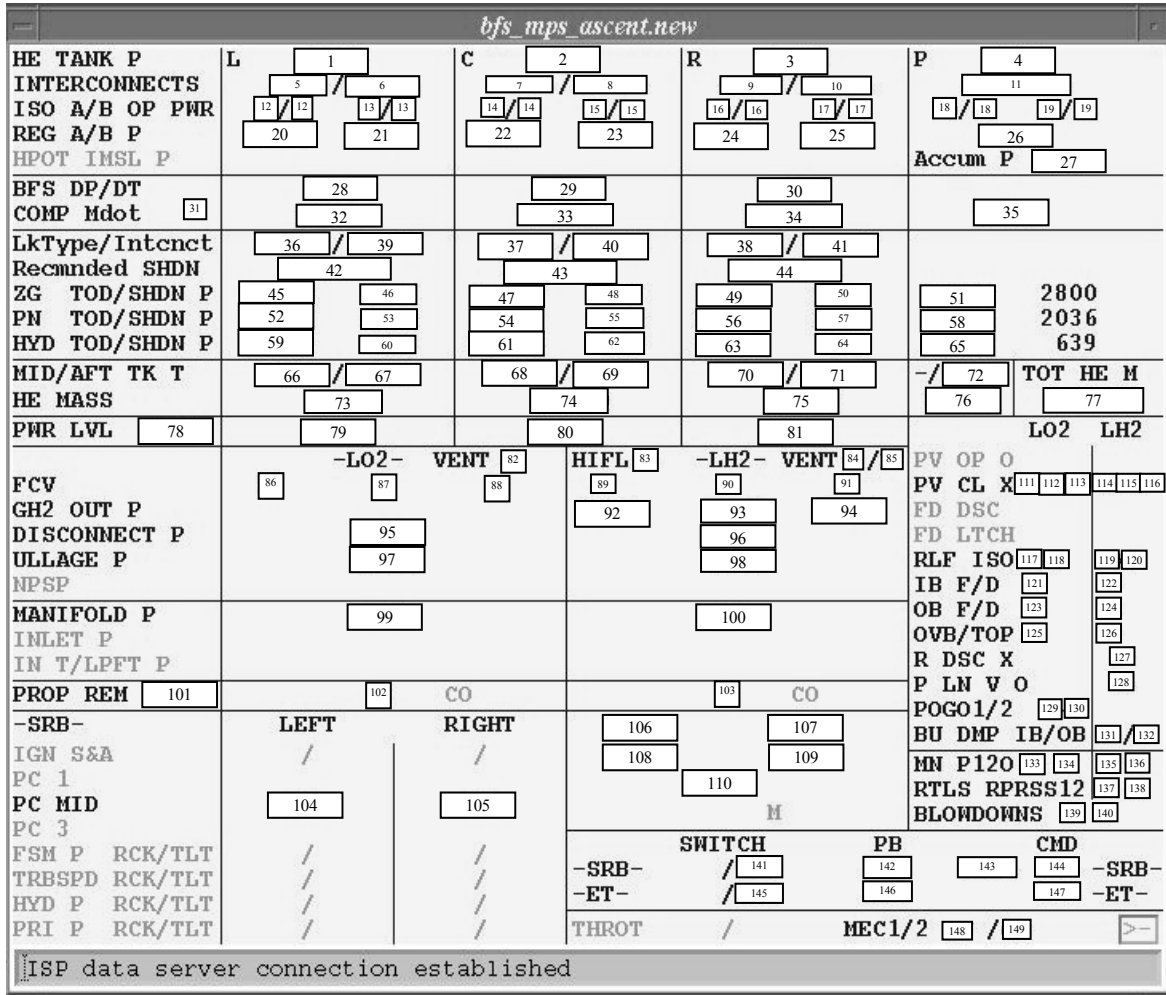 bfs_mps_ascent.new
HE TANK P L 1 C 2 R 3 P 4
INTERCONNECTS 5 / 6 7 / 8 9 / 10 11
ISO A/B OP PWR 12 / 12 13 / 13 14 / 14 15 / 15 16 / 16 17 / 17 18 / 18 19 / 19
REG A/B P 20 21 22 23 24 25 26
HPOT IMSL P Accum P 27
BFS DP/DT 28 29 30
COMP Mdot 31 32 33 34 35
LkType/Intcnct 36 / 39 37 / 40 38 / 41
Recmnded SHDN 42 43 44
ZG TOD/SHDN P 45 46 47 48 49 50 51 2800
PN TOD/SHDN P 52 53 54 55 56 57 58 2036
HYD TOD/SHDN P 59 60 61 62 63 64 65 639
MID/AFT TK T 66 / 67 68 / 69 70 / 71 -/ 72 TOT HE M
HE MASS 73 74 75 76 77
PWR LVL 78 79 80 81 LO2 LH2
-LO2- VENT 82 HIFL 83 -LH2- VENT 84 / 85 PV OP O
FCV 86 87 88 89 90 91 PV CL X 111 112 113 114 115 116
GH2 OUT P 92 93 94 FD DSC
DISCONNECT P 95 96 FD LTCH
ULLAGE P 97 98 RLF ISO 117 118 119 120
NPSP IB F/D 121 122
MANIFOLD P 99 100 OB F/D 123 124
INLET P OVB/TOP 125 126
IN T/LPFT P R DSC X 127
PROP REM 101 102 CO 103 CO P LN V O 128
-SRB- LEFT RIGHT 106 107 POGO1/2 129 130
BU DMP IB/OB 131 / 132
IGN S&A / / 108 109 MN P12O 133 134 135 136
PC 1 110 RTLS RPRSS12 137 138
PC MID 104 105 M BLOWDOWNS 139 140
PC 3
FSM P RCK/TLT / / SWITCH PB CMD
TRBSPD RCK/TLT / / -SRB- / 141 142 143 144 -SRB-
HYD P RCK/TLT / / -ET- / 145 146 147 -ET-
PRI P RCK/TLT / / THROT / MEC1/2 148 / 149 >-
ISP data server connection established